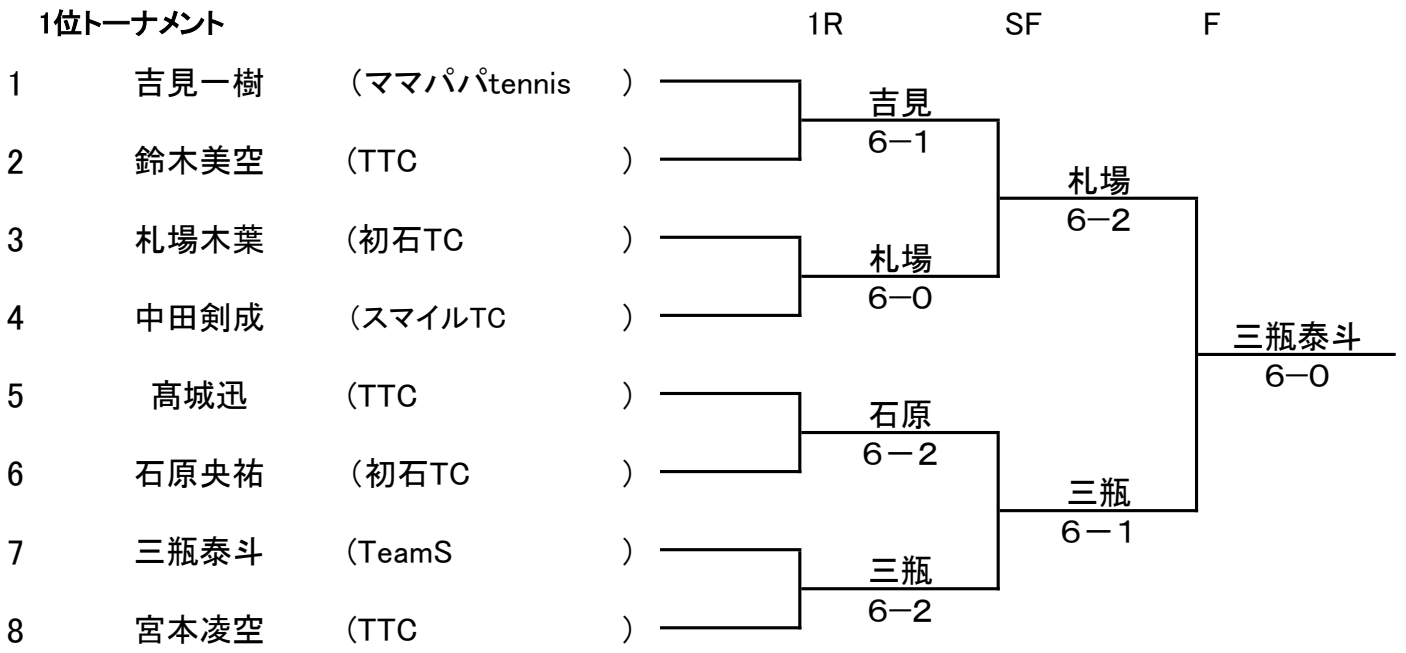 1位トーナメント 1R SF F
1 吉見一樹 (ママパパtennis )
吉見
6-1
2 鈴木美空 (TTC )
札場
6-2
3 札場木葉 (初石TC )
札場
6-0
4 中田剣成 (スマイルTC )
三瓶泰斗
6-0
5 髙城迅 (TTC )
石原
6-2
6 石原央祐 (初石TC )
三瓶
6-1
7 三瓶泰斗 (TeamS )
三瓶
6-2
8 宮本凌空 (TTC )